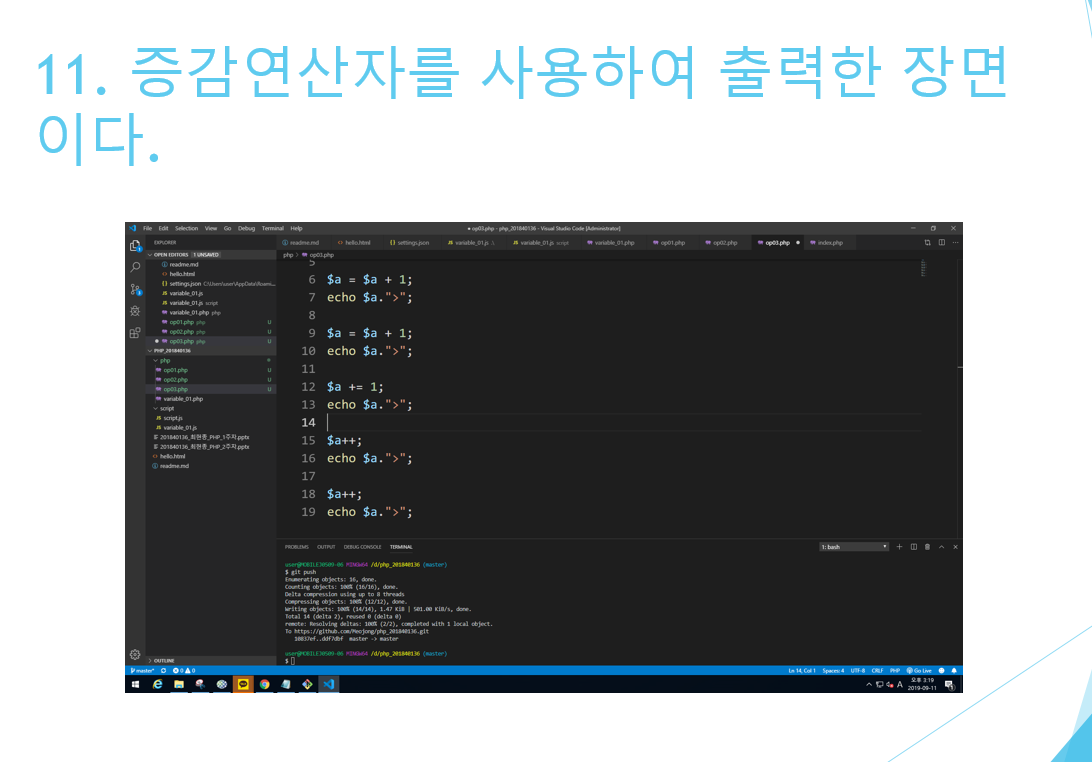 11. 증감연산자를 사용하여 출력한 장면
이다.
File Edit Selection View Go Debug Terminal Help
● op03.php - php_201840136 - Visual Studio Code [Administrator]
EXPLORER
readme.md hello.html settings.json variable_01.js variable_01.js script variable_01.php op01.php op02.php op03.php ● index.php
OPEN EDITORS 1 UNSAVED
php > op03.php
readme.md
hello.html
{} settings.json C:\Users\user\AppData\Roami...
JS variable_01.js
JS variable_01.js script
variable_01.php php
op01.php php U
op02.php php U
● op03.php php U
PHP_201840136
php
op01.php U
op02.php U
op03.php U
variable_01.php
script
JS script.js
JS variable_01.js
201840136_최현종_PHP_1주차.pptx
201840136_최현종_PHP_2주차.pptx
hello.html
readme.md
OUTLINE
5
6 $a = $a + 1;
7 echo $a.">";
8
9 $a = $a + 1;
10 echo $a.">";
11
12 $a += 1;
13 echo $a.">";
14
15 $a++;
16 echo $a.">";
17
18 $a++;
19 echo $a.">";
PROBLEMS OUTPUT DEBUG CONSOLE TERMINAL
1: bash
user@MOBILE30509-06 MINGW64 /d/php_201840136 (master)
$ git push
Enumerating objects: 16, done.
Counting objects: 100% (16/16), done.
Delta compression using up to 8 threads
Compressing objects: 100% (12/12), done.
Writing objects: 100% (14/14), 1.47 KiB | 501.00 KiB/s, done.
Total 14 (delta 2), reused 0 (delta 0)
remote: Resolving deltas: 100% (2/2), completed with 1 local object.
To https://github.com/Meojong/php_201840136.git
10837ef..ddf7dbf master -> master
user@MOBILE30509-06 MINGW64 /d/php_201840136 (master)
$
master* 0 0
Ln 14, Col 1 Spaces: 4 UTF-8 CRLF PHP Go Live
A
오후 3:19
2019-09-11